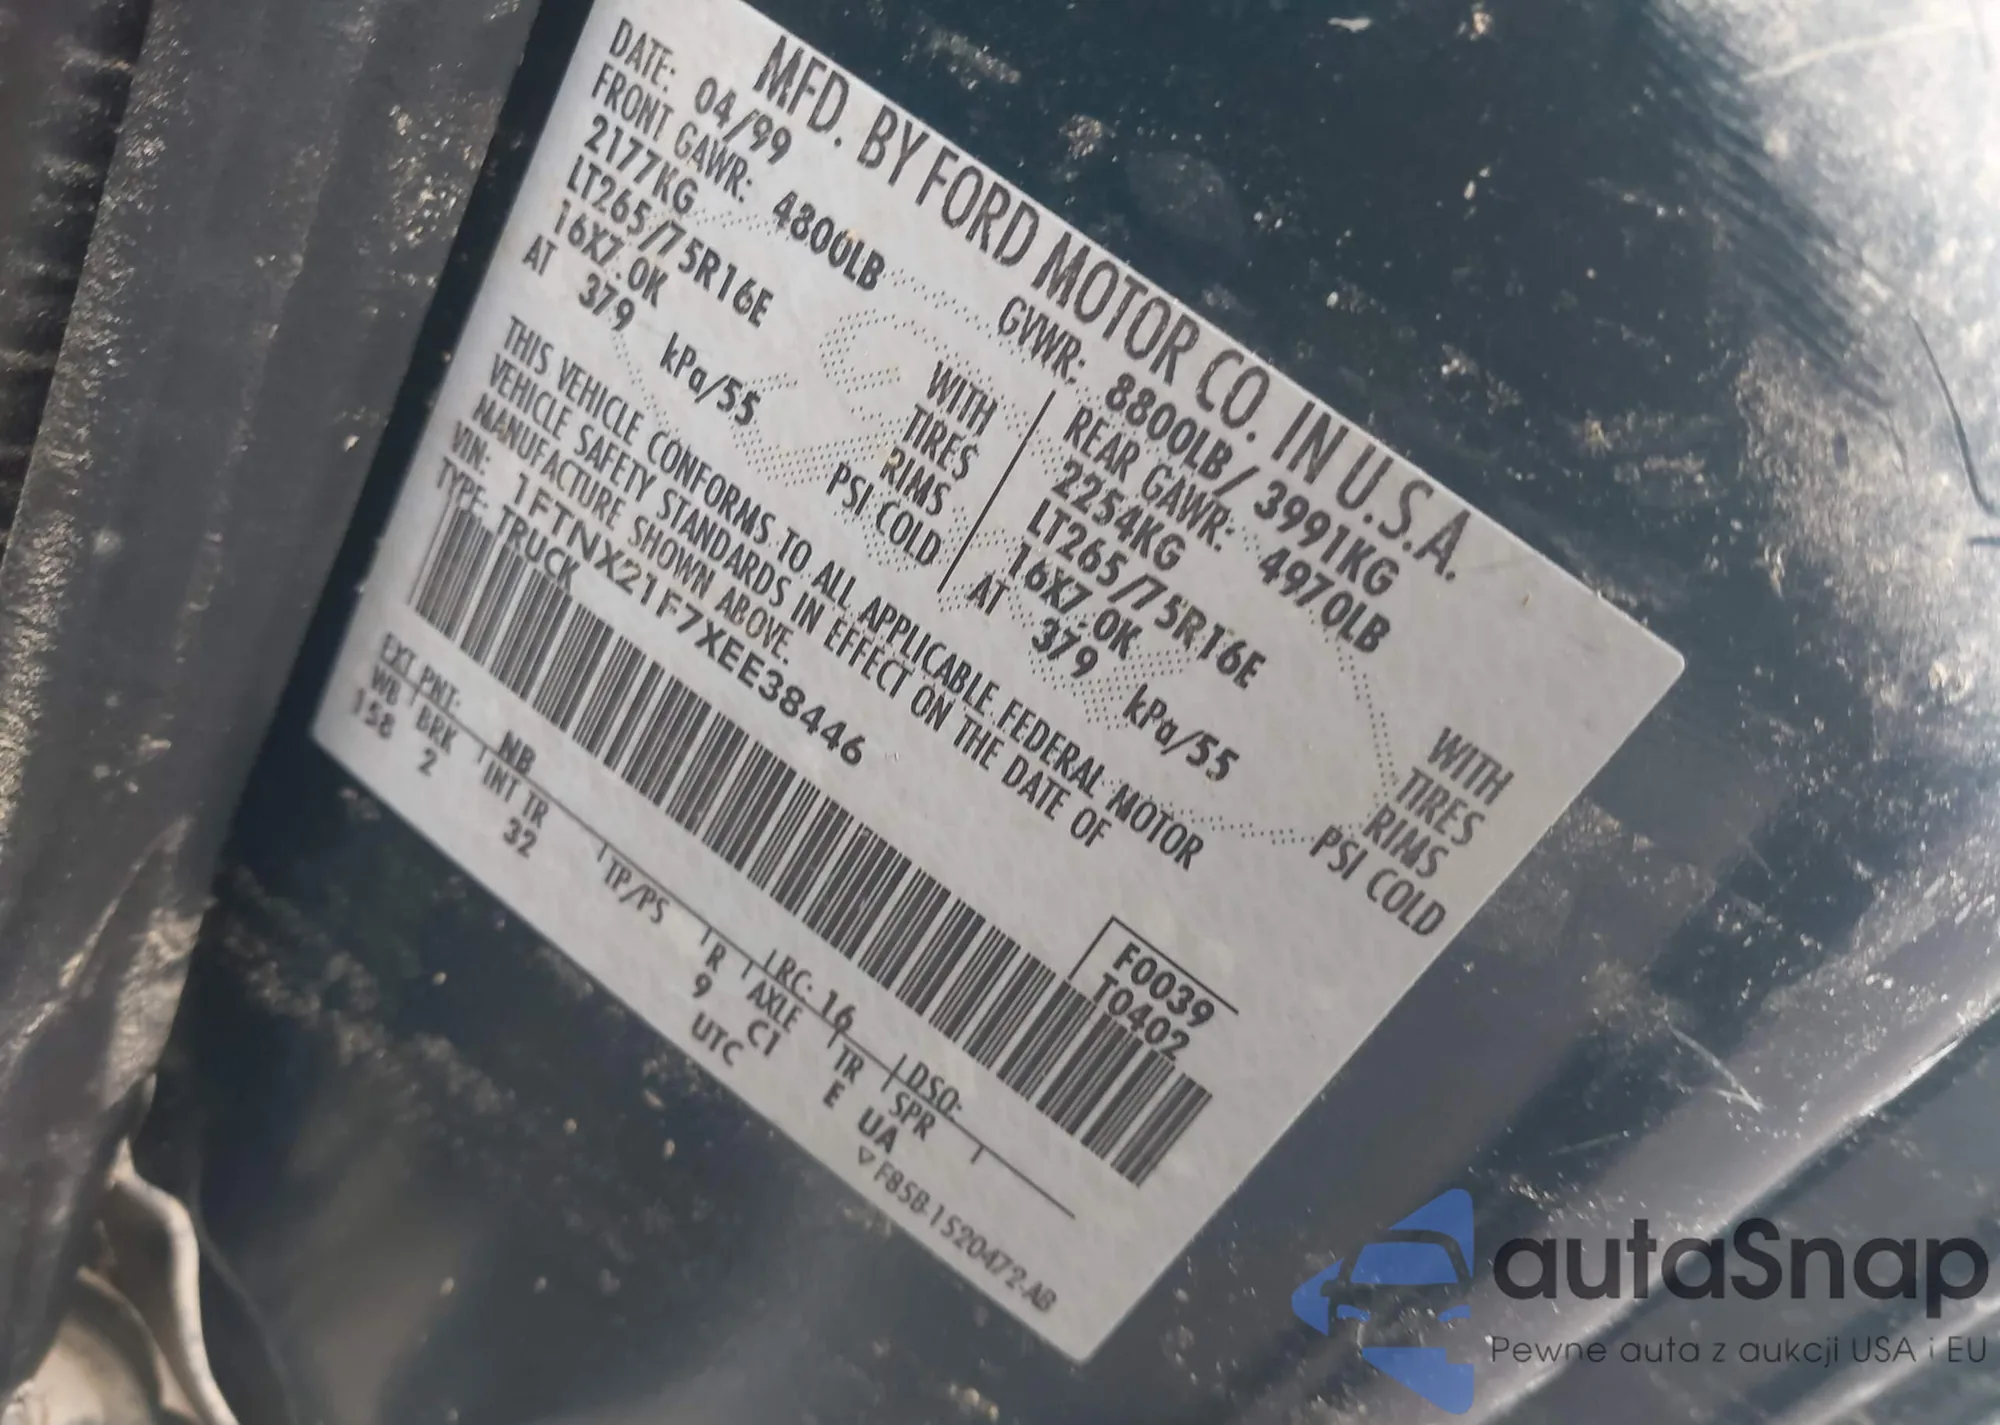 MFD. BY FORD MOTOR CO. IN U.S.A.
DATE: 04/99 GVWR: 8800LB/ 3991KG
FRONT GAWR: 4800LB REAR GAWR: 4970LB
2177KG WITH 2254KG WITH
LT265/75R16E TIRES LT265/75R16E TIRES
16X7.0K RIMS 16X7.0K RIMS
AT 379 kPa/55 PSI COLD AT 379 kPa/55 PSI COLD
THIS VEHICLE CONFORMS TO ALL APPLICABLE FEDERAL MOTOR
VEHICLE SAFETY STANDARDS IN EFFECT ON THE DATE OF
MANUFACTURE SHOWN ABOVE.
VIN: 1FTNX21F7XEE38446 F0039
TYPE: TRUCK T0402
EXT PNT: NB RC: 16 DSO:
WB BRK INT TR TP/PS R AXLE TR SPR
158 2 32 9 C1 E UA
UTC ▽ F85B-1520472-AB
autaSnap
Pewne auta z aukcji USA i EU